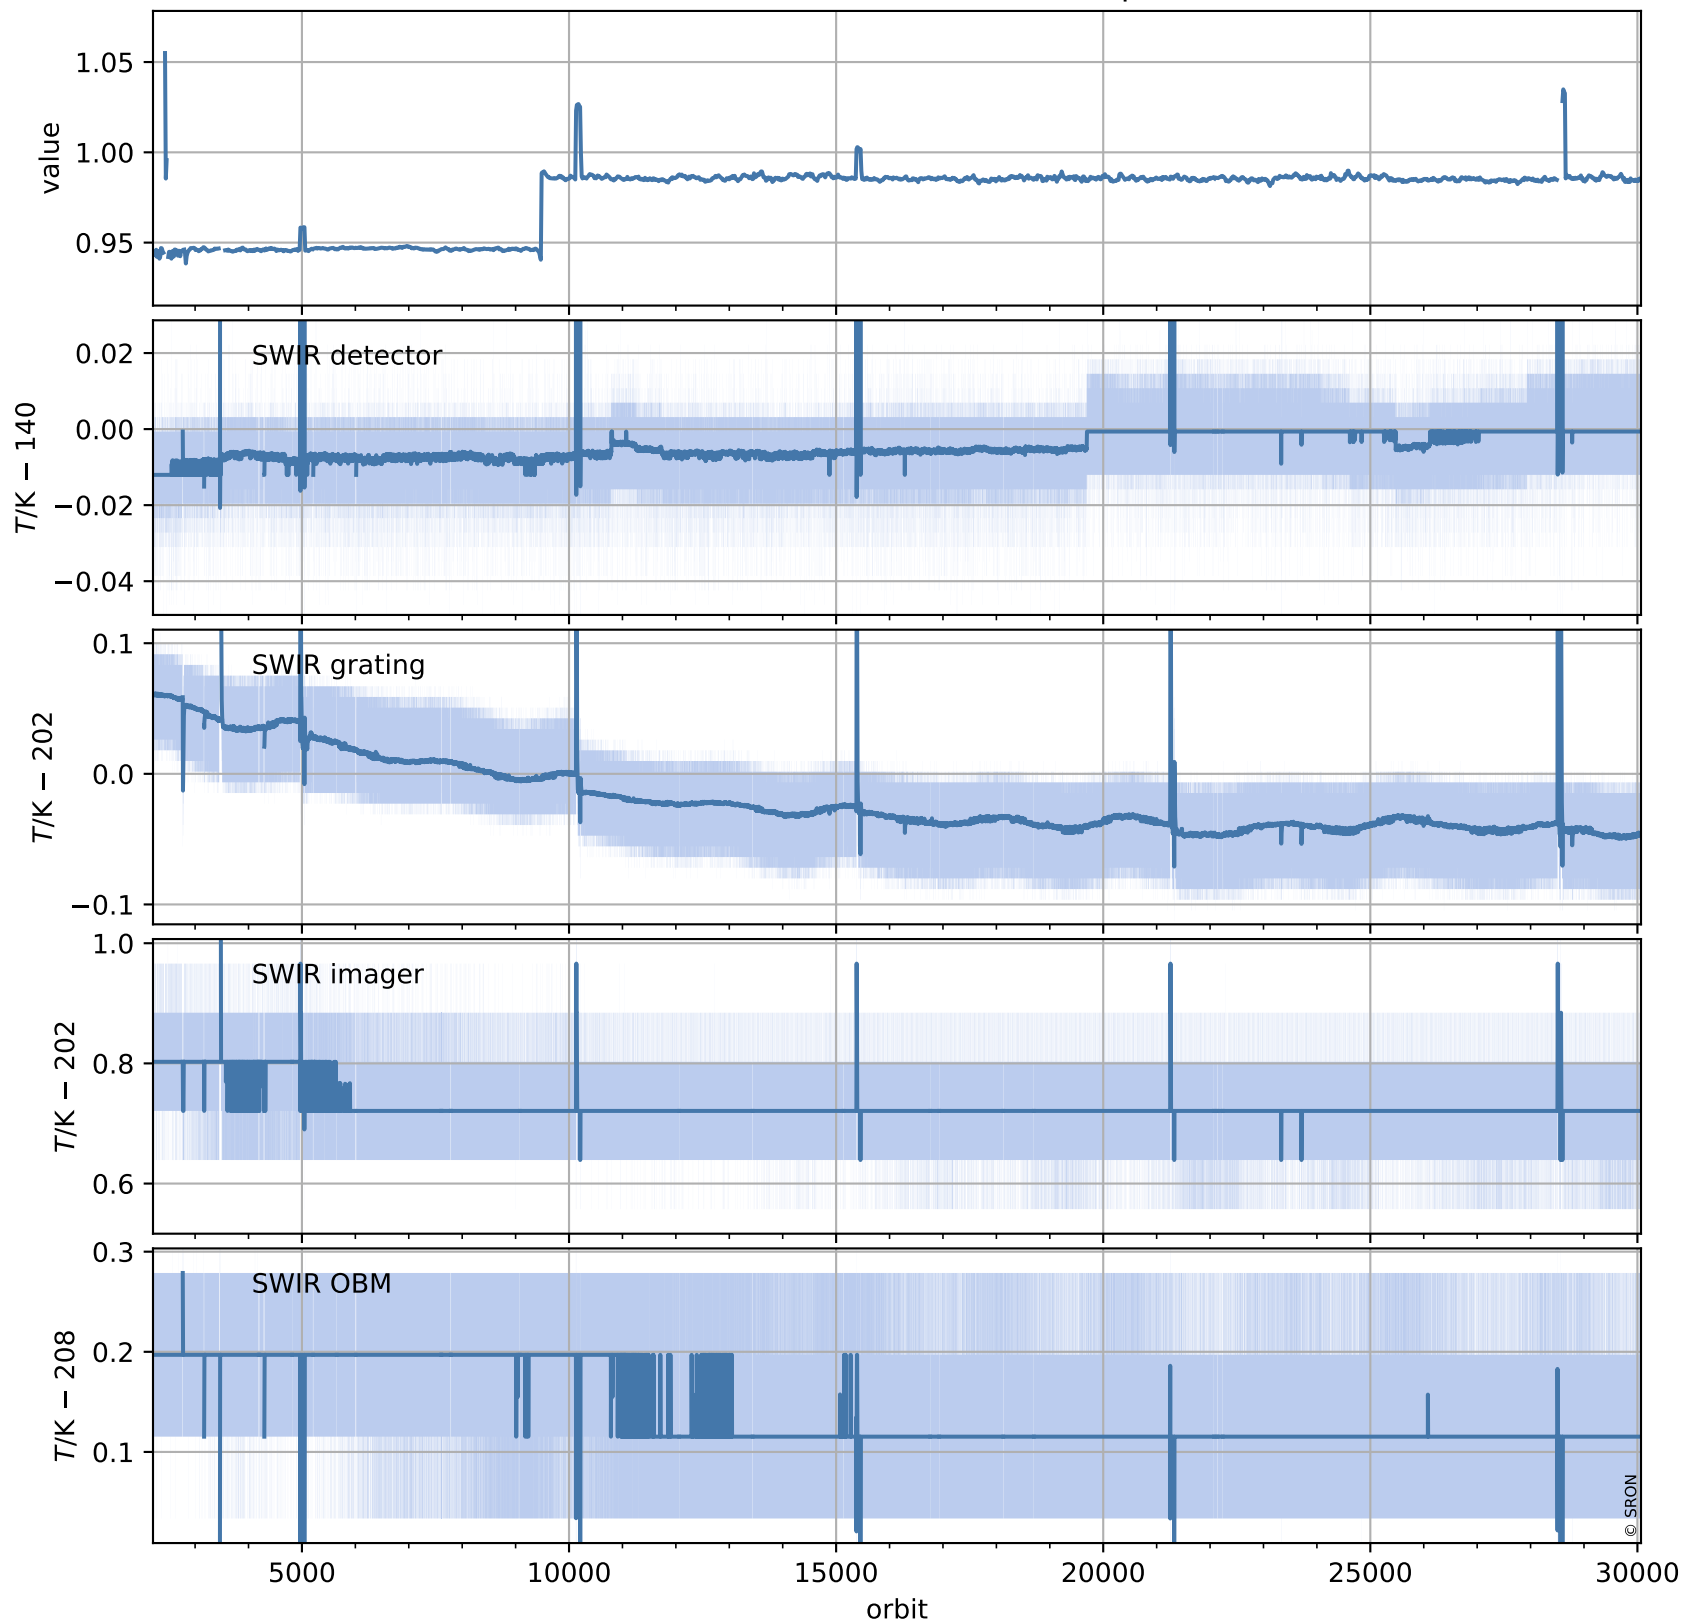 1.05
1.00
0.95
value
0.02
0.00
−0.02
−0.04
T/K − 140
SWIR detector
0.1
0.0
−0.1
T/K − 202
SWIR grating
1.0
0.8
0.6
T/K − 202
SWIR imager
0.3
0.2
0.1
T/K − 208
SWIR OBM
© SRON
5000 10000 15000 20000 25000 30000
orbit